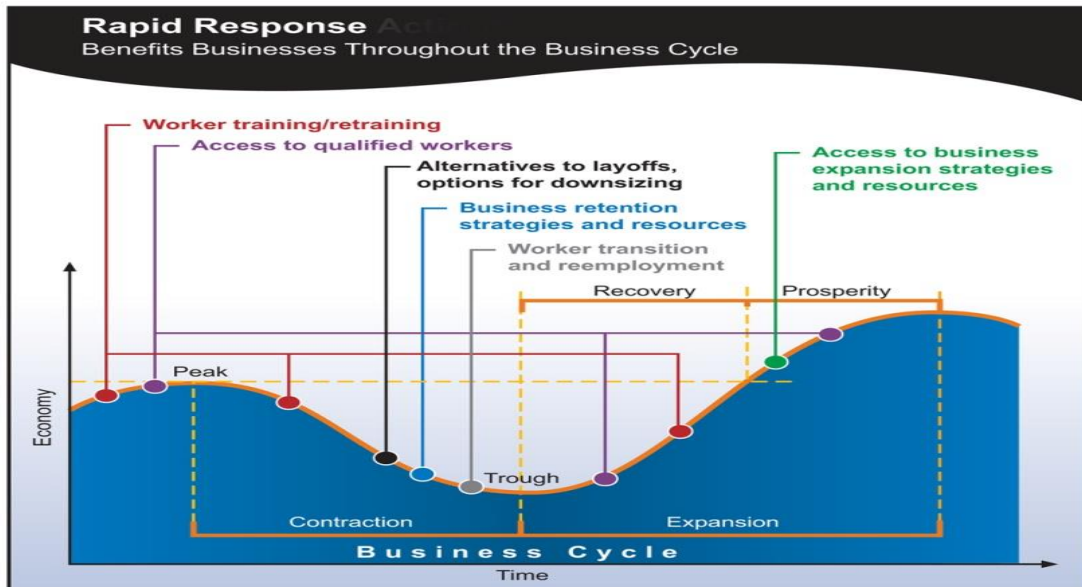 Rapid Response
Benefits Businesses Throughout the Business Cycle
Worker training/retraining
Access to qualified workers
Alternatives to layoffs,
options for downsizing
Business retention
strategies and resources
Worker transition
and reemployment
Access to business
expansion strategies
and resources
Recovery
Prosperity
Peak
Economy
Trough
Contraction
Expansion
Business Cycle
Time